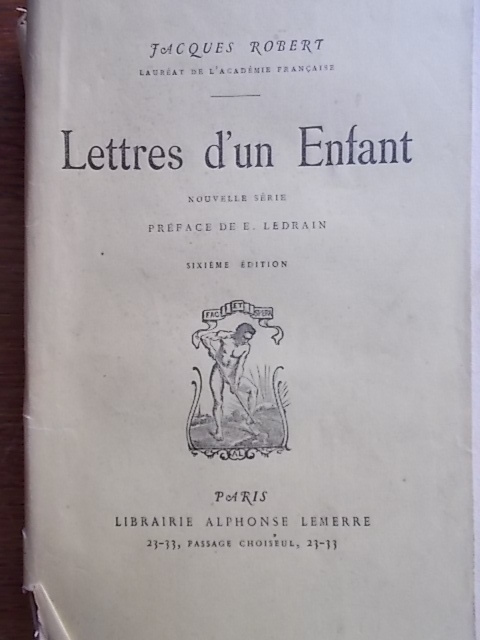 JACQUES ROBERT
LAURÉAT DE L'ACADÉMIE FRANÇAISE
Lettres d'un Enfant
NOUVELLE SÉRIE
PRÉFACE DE E. LEDRAIN
SIXIÈME ÉDITION
FAC ET SPERA
AL
PARIS
LIBRAIRIE ALPHONSE LEMERRE
23-33, PASSAGE CHOISEUL, 23-33